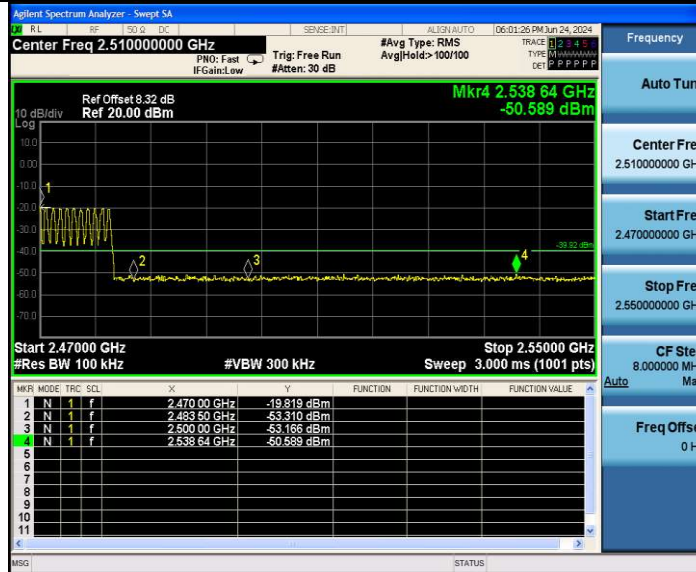 Agilent Spectrum Analyzer - Swept SA
RL RF 50 Ω DC SENSE:INT ALIGN AUTO 06:01:26 PM Jun 24, 2024
Center Freq 2.510000000 GHz
PNO: Fast
IFGain:Low
Trig: Free Run
#Atten: 30 dB
#Avg Type: RMS
Avg|Hold:>100/100
TRACE 1 2 3 4 5 6
TYPE M
DET P P P P P P
Mkr4 2.538 64 GHz
-50.589 dBm
Ref Offset 8.32 dB
10 dB/div Ref 20.00 dBm
Log
10.0
0.00
-10.0
-20.0
-30.0
-40.0
-50.0
-60.0
-70.0
1
2
3
4
-39.92 dBm
Start 2.47000 GHz Stop 2.55000 GHz
#Res BW 100 kHz #VBW 300 kHz Sweep 3.000 ms (1001 pts)
MKR MODE TRC SCL X Y FUNCTION FUNCTION WIDTH FUNCTION VALUE
1 N 1 f 2.470 00 GHz -19.819 dBm
2 N 1 f 2.483 50 GHz -53.310 dBm
3 N 1 f 2.500 00 GHz -53.166 dBm
4 N 1 f 2.538 64 GHz -50.589 dBm
5
6
7
8
9
10
11
MSG STATUS
Frequency
Auto Tun
Center Fre
2.510000000 GH
Start Fre
2.470000000 GH
Stop Fre
2.550000000 GH
CF Ste
8.000000 MH
Auto Ma
Freq Offse
0 H